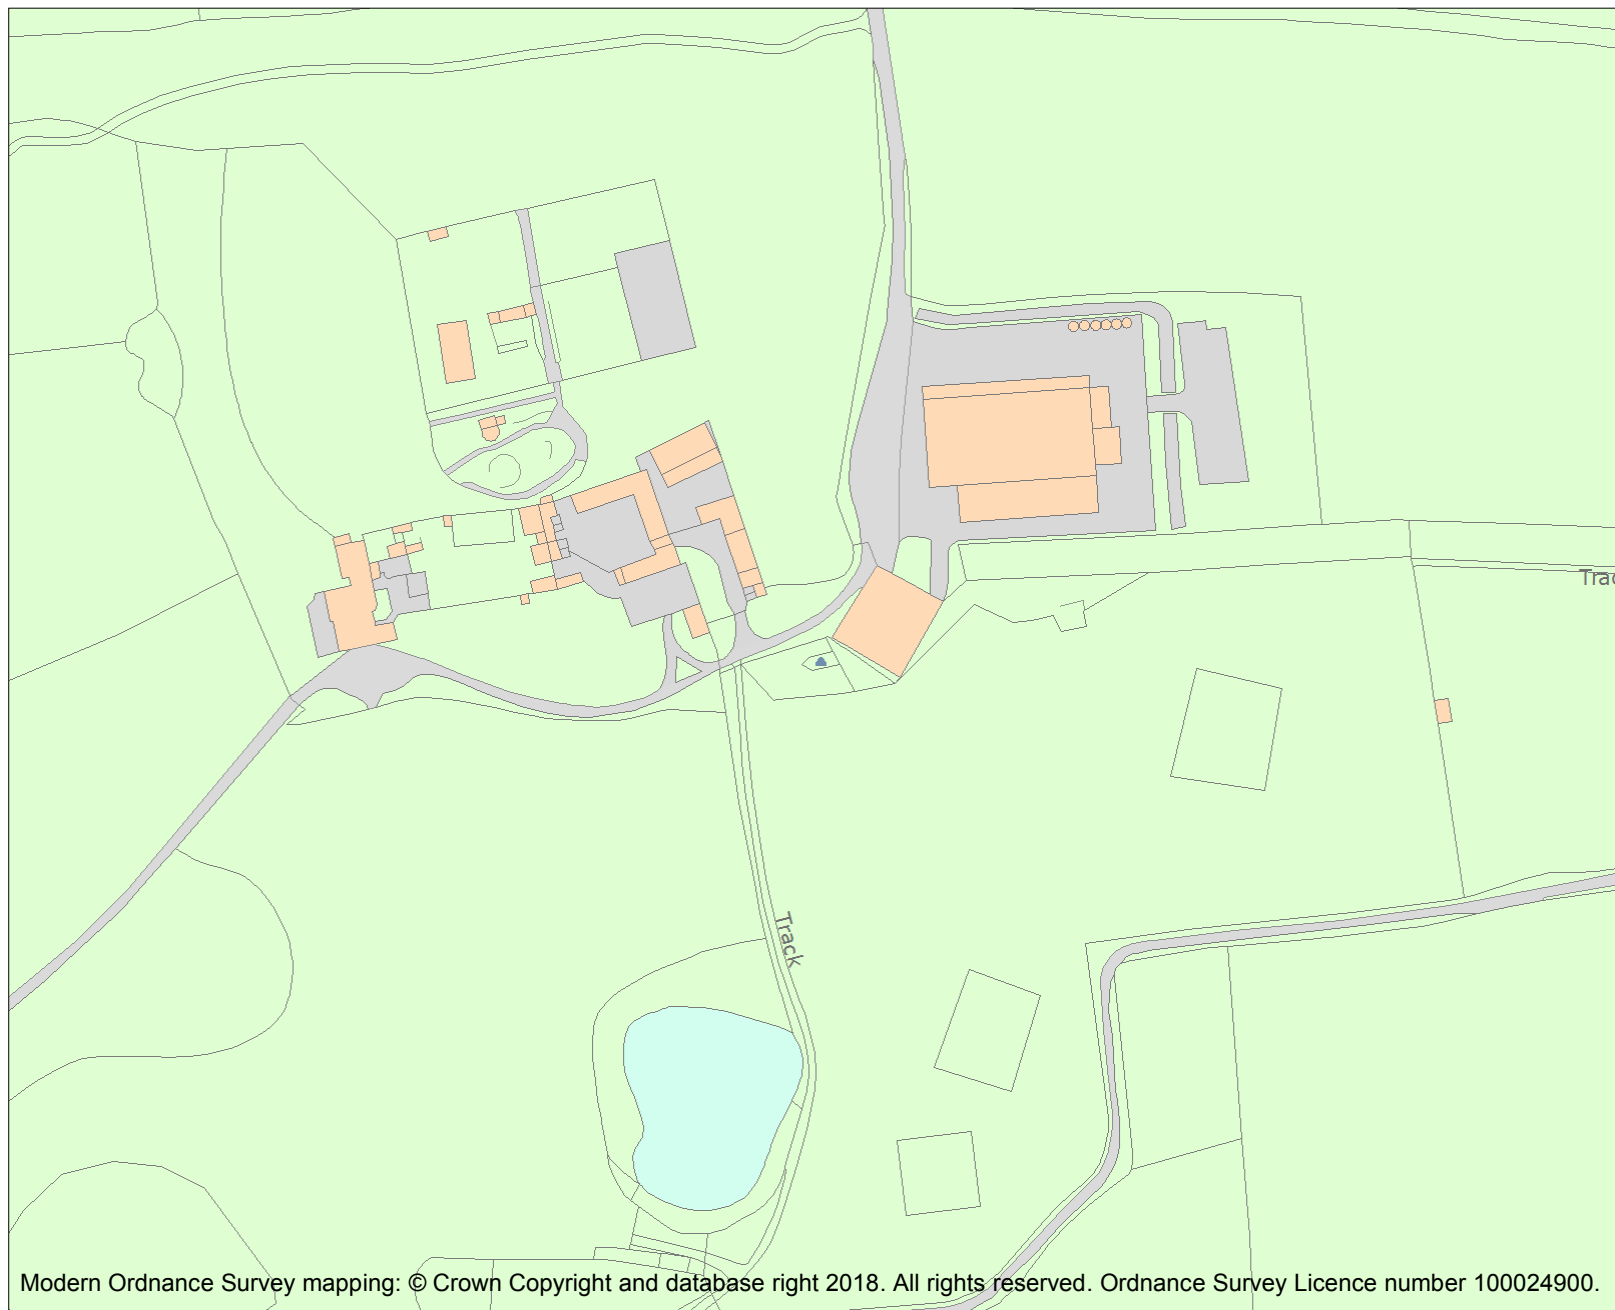 Trac
Track
Modern Ordnance Survey mapping: © Crown Copyright and database right 2018. All rights reserved. Ordnance Survey Licence number 100024900.